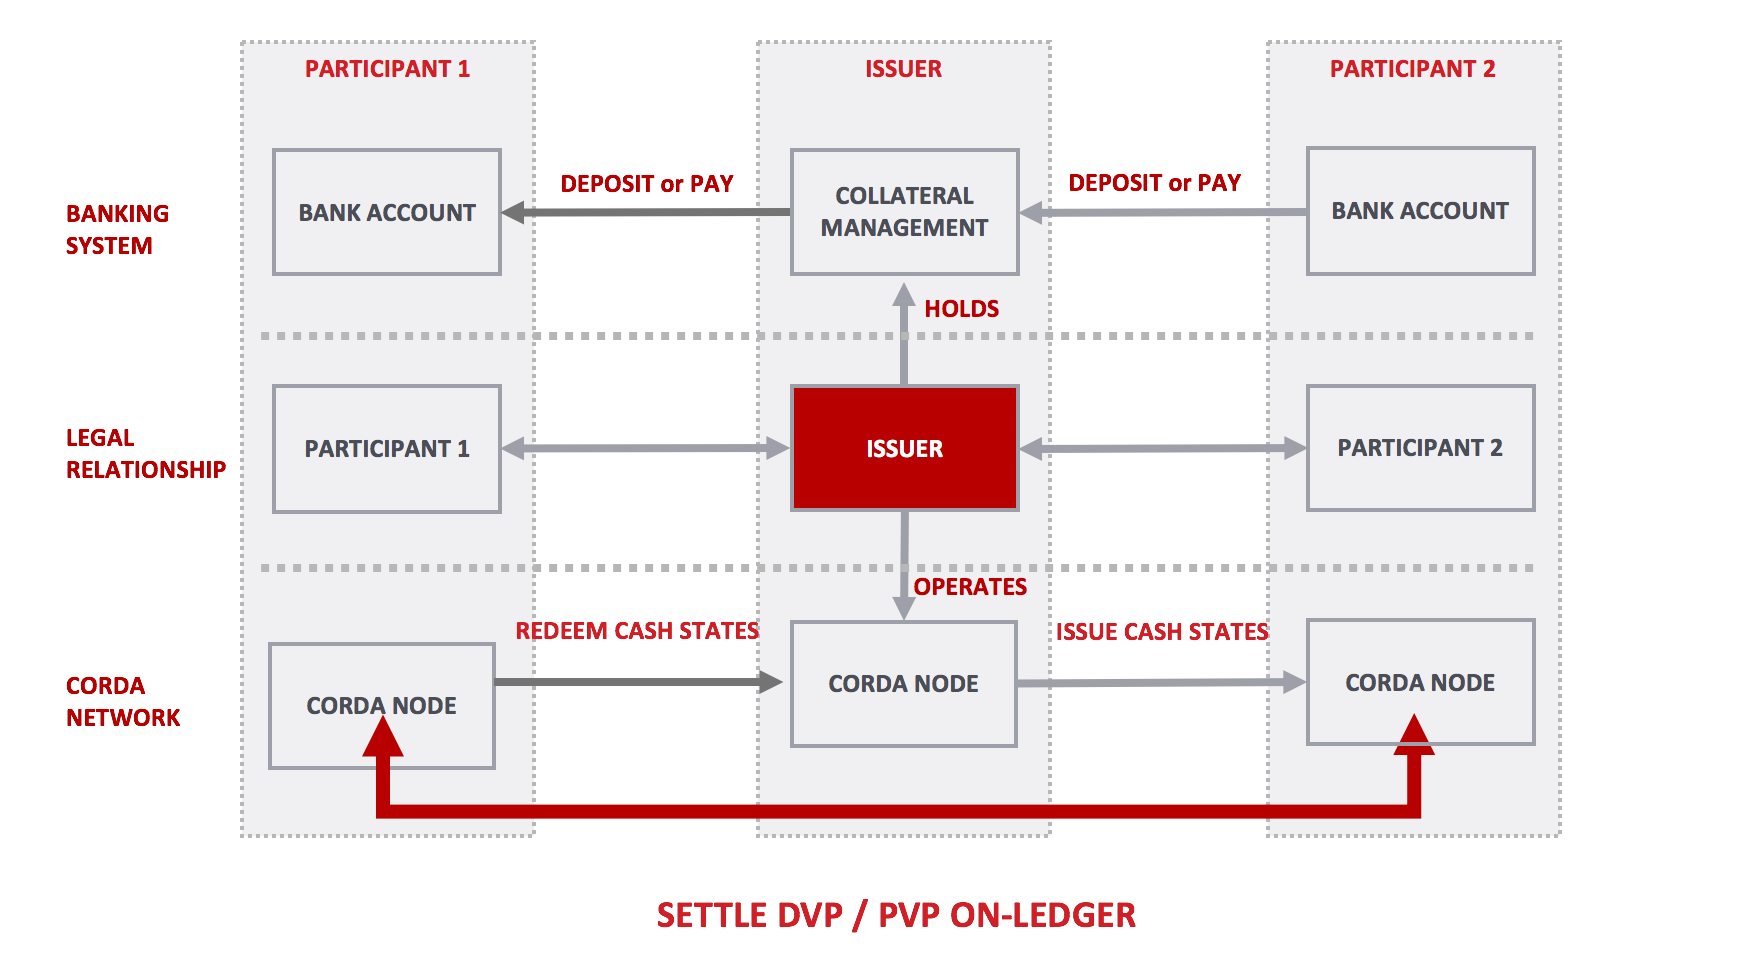 PARTICIPANT 1
ISSUER
PARTICIPANT 2
BANKING
SYSTEM
BANK ACCOUNT
DEPOSIT or PAY
COLLATERAL
MANAGEMENT
DEPOSIT or PAY
BANK ACCOUNT
HOLDS
LEGAL
RELATIONSHIP
PARTICIPANT 1
ISSUER
PARTICIPANT 2
OPERATES
REDEEM CASH STATES
ISSUE CASH STATES
CORDA
NETWORK
CORDA NODE
CORDA NODE
CORDA NODE
SETTLE DVP / PVP ON-LEDGER